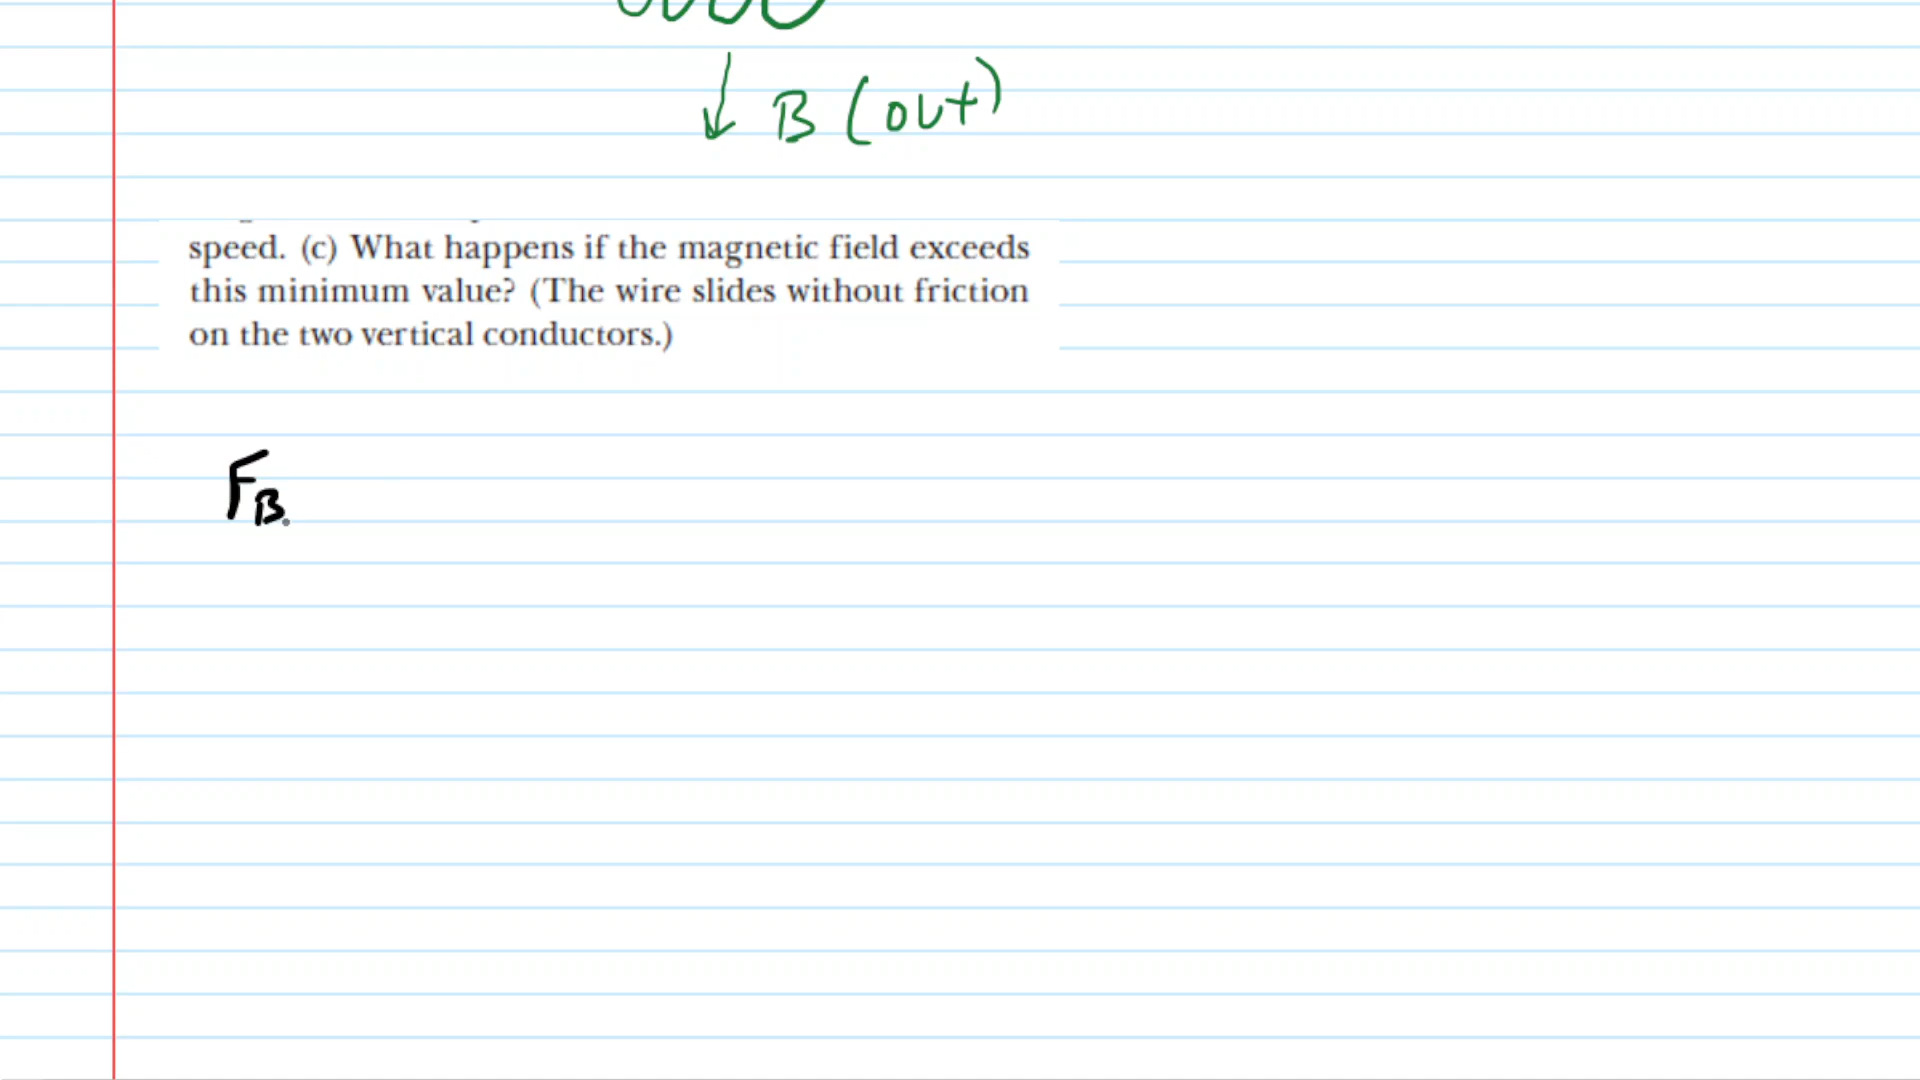 B (out)
speed. (c) What happens if the magnetic field exceeds
this minimum value? (The wire slides without friction
on the two vertical conductors.)
FB